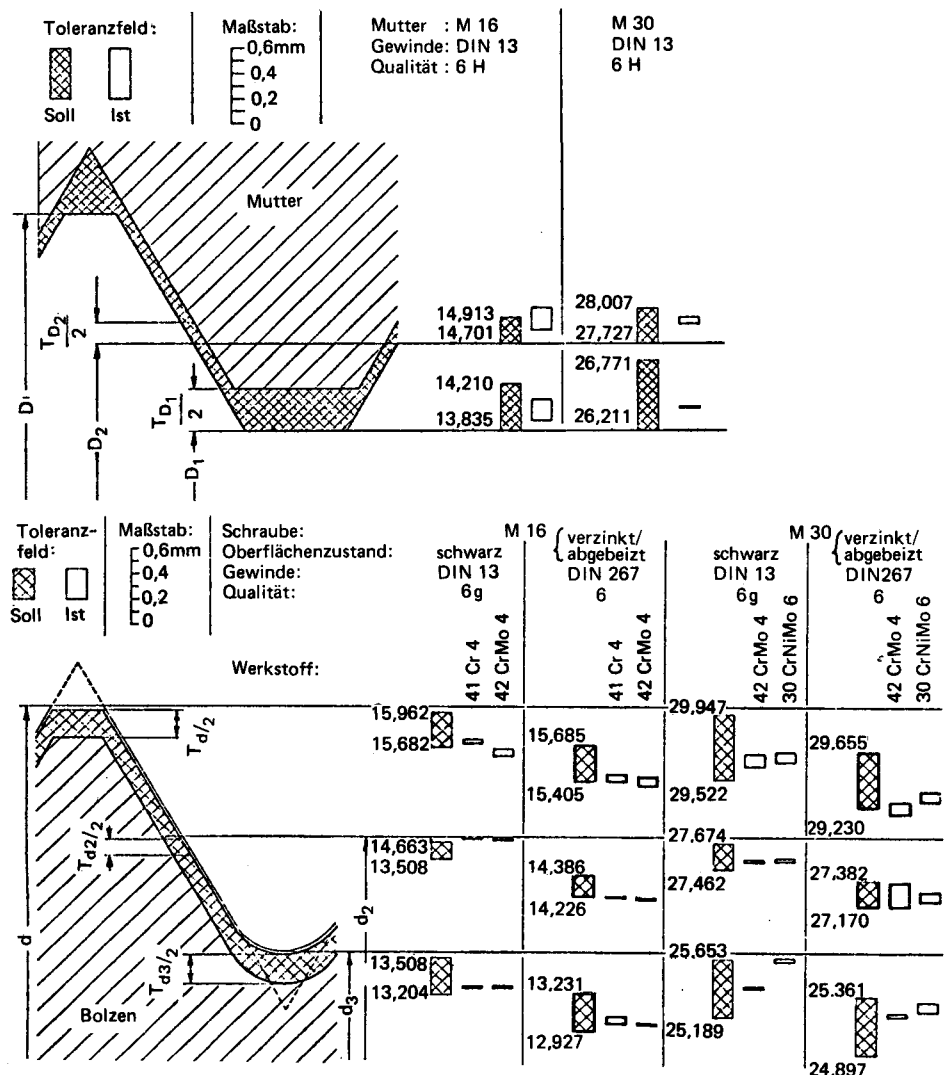 Toleranzfeld:
Soll Ist
Maßstab:
0,6mm
0,4
0,2
0
Mutter : M 16
Gewinde: DIN 13
Qualität : 6 H
M 30
DIN 13
6 H
Mutter
D
D2
D1
TD2/2
TD1/2
14,913
14,701
14,210
13,835
28,007
27,727
26,771
26,211
Toleranz-
feld:
Soll Ist
Maßstab:
0,6mm
0,4
0,2
0
Schraube:
Oberflächenzustand:
Gewinde:
Qualität:
Werkstoff:
M 16
schwarz
DIN 13
6g
41 Cr 4
42 CrMo 4
verzinkt/
abgebeizt
DIN 267
6
41 Cr 4
42 CrMo 4
M 30
schwarz
DIN 13
6g
42 CrMo 4
30 CrNiMo 6
verzinkt/
abgebeizt
DIN267
6
42 CrMo 4
30 CrNiMo 6
Td/2
Td2/2
Td3/2
d
d2
d3
Bolzen
15,962
15,682
15,685
15,405
29,947
29,522
29,655
29,230
14,663
13,508
14,386
14,226
27,674
27,462
27,382
27,170
13,508
13,204
13,231
12,927
25,653
25,189
25,361
24,897